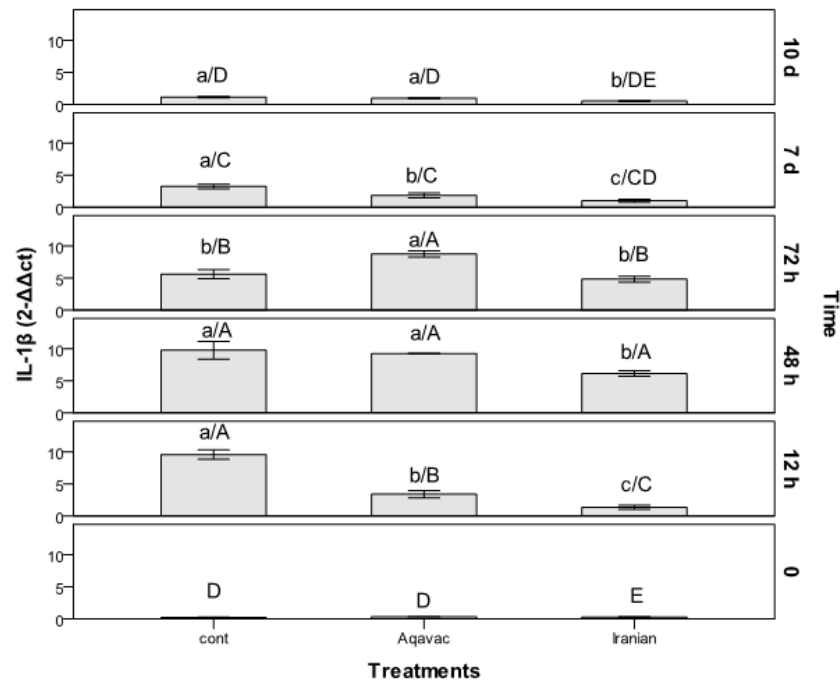 10
5
0
a/D
a/D
b/DE
10 d
10
5
0
a/C
b/C
c/CD
7 d
10
5
0
b/B
a/A
b/B
72 h
10
5
0
a/A
a/A
b/A
48 h
10
5
0
a/A
b/B
c/C
12 h
10
5
0
D
D
E
0
IL-1β (2-ΔΔct)
Time
cont
Aqavac
Iranian
Treatments